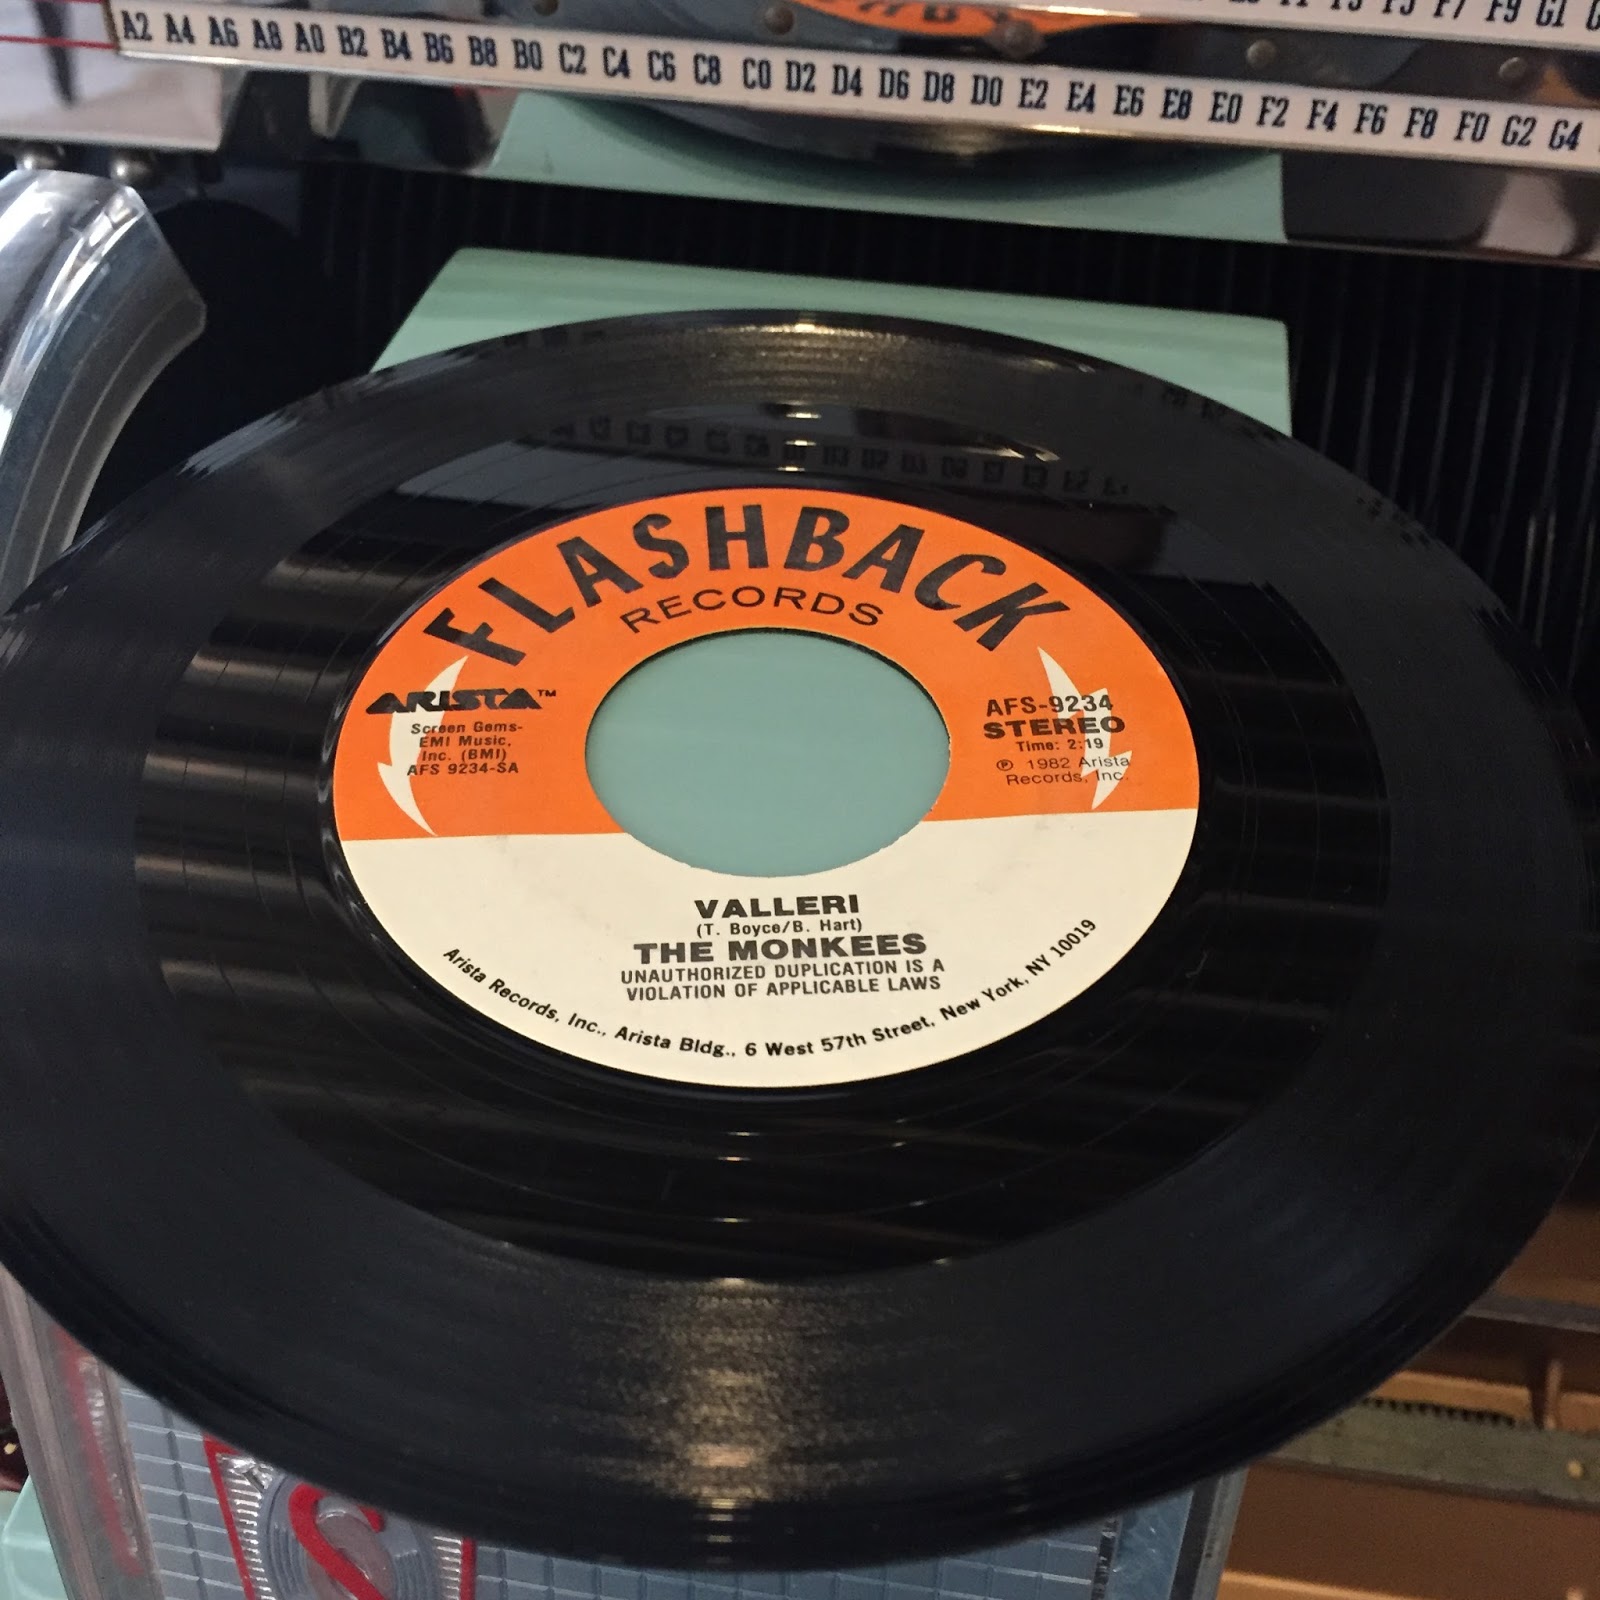 A2 A4 A6 A8 A0 B2 B4 B6 B8 B0 C2 C4 C6 C8 C0 D2 D4 D6 D8 D0 E2 E4 E6 E8 E0 F2 F4 F6 F8 F0 G2 G4
F7 F9 G1
FLASHBACK
RECORDS
ARISTA™
Screen Gems-
EMI Music,
Inc. (BMI)
AFS 9234-SA
AFS-9234
STEREO
Time: 2:19
℗ 1982 Arista
Records, Inc.
VALLERI
(T. Boyce/B. Hart)
THE MONKEES
UNAUTHORIZED DUPLICATION IS A
VIOLATION OF APPLICABLE LAWS
Arista Records, Inc., Arista Bldg., 6 West 57th Street, New York, NY 10019